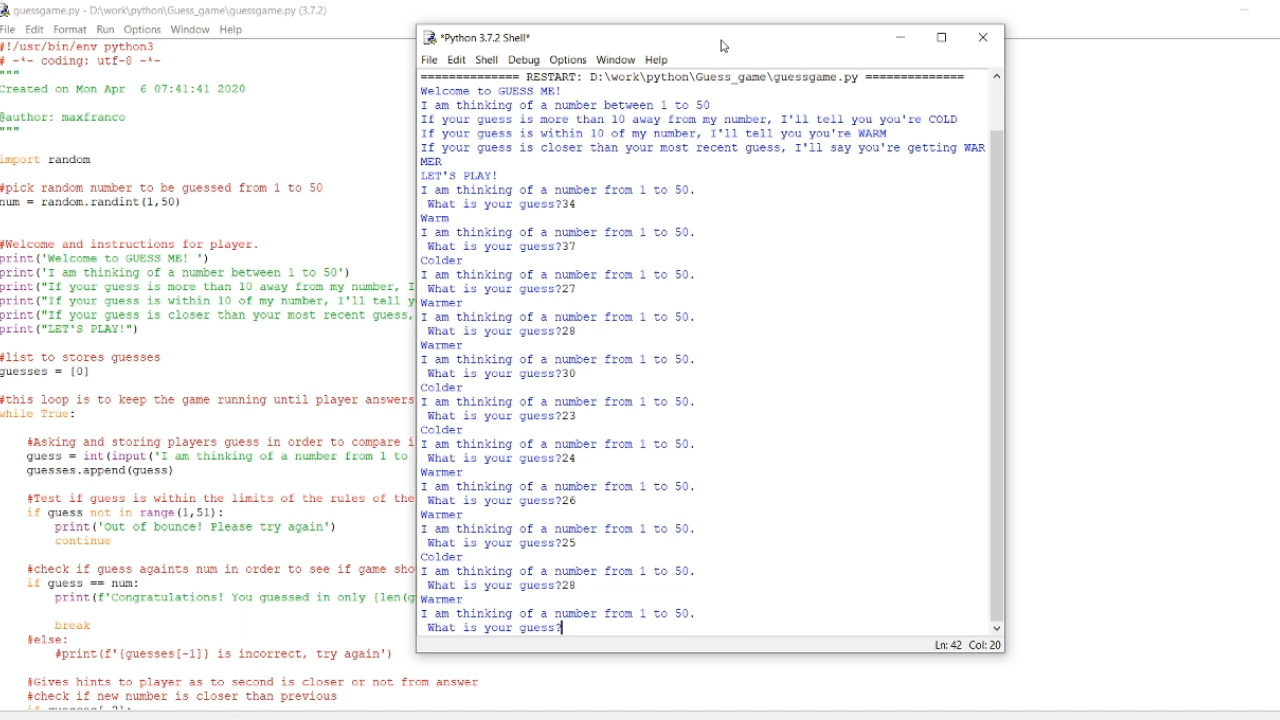 guessgame.py - D:\work\python\Guess_game\guessgame.py (3.7.2)
File Edit Format Run Options Window Help
#!/usr/bin/env python3
# -*- coding: utf-8 -*-
"""
Created on Mon Apr  6 07:41:41 2020
@author: maxfranco
"""
import random
#pick random number to be guessed from 1 to 50
num = random.randint(1,50)
#Welcome and instructions for player.
print('Welcome to GUESS ME! ')
print('I am thinking of a number between 1 to 50')
print("If your guess is more than 10 away from my number, I
print("If your guess is within 10 of my number, I'll tell y
print("If your guess is closer than your most recent guess,
print("LET'S PLAY!")
#list to stores guesses
guesses = [0]
#this loop is to keep the game running until player answers
while True:
#Asking and storing players guess in order to compare i
guess = int(input('I am thinking of a number from 1 to
guesses.append(guess)
#Test if guess is within the limits of the rules of the
if guess not in range(1,51):
print('Out of bounce! Please try again')
continue
#check if guess againts num in order to see if game sho
if guess == num:
print(f'Congratulations! You guessed in only {len(g
break
#else:
#print(f'{guesses[-1]} is incorrect, try again')
#Gives hints to player as to second is closer or not from answer
#check if new number is closer than previous
if guesses[-2]:
*Python 3.7.2 Shell*
File Edit Shell Debug Options Window Help
============== RESTART: D:\work\python\Guess_game\guessgame.py ==============
Welcome to GUESS ME!
I am thinking of a number between 1 to 50
If your guess is more than 10 away from my number, I'll tell you you're COLD
If your guess is within 10 of my number, I'll tell you you're WARM
If your guess is closer than your most recent guess, I'll say you're getting WAR
MER
LET'S PLAY!
I am thinking of a number from 1 to 50.
What is your guess?34
Warm
I am thinking of a number from 1 to 50.
What is your guess?37
Colder
I am thinking of a number from 1 to 50.
What is your guess?27
Warmer
I am thinking of a number from 1 to 50.
What is your guess?28
Warmer
I am thinking of a number from 1 to 50.
What is your guess?30
Colder
I am thinking of a number from 1 to 50.
What is your guess?23
Colder
I am thinking of a number from 1 to 50.
What is your guess?24
Warmer
I am thinking of a number from 1 to 50.
What is your guess?26
Warmer
I am thinking of a number from 1 to 50.
What is your guess?25
Colder
I am thinking of a number from 1 to 50.
What is your guess?28
Warmer
I am thinking of a number from 1 to 50.
What is your guess?
Ln: 42 Col: 20